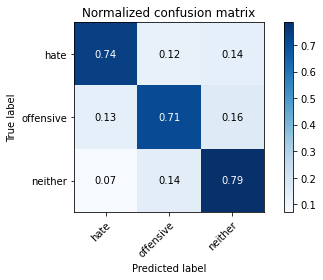 Normalized confusion matrix
True label
hate
offensive
neither
0.74 0.12 0.14
0.13 0.71 0.16
0.07 0.14 0.79
hate
offensive
neither
Predicted label
0.7
0.6
0.5
0.4
0.3
0.2
0.1